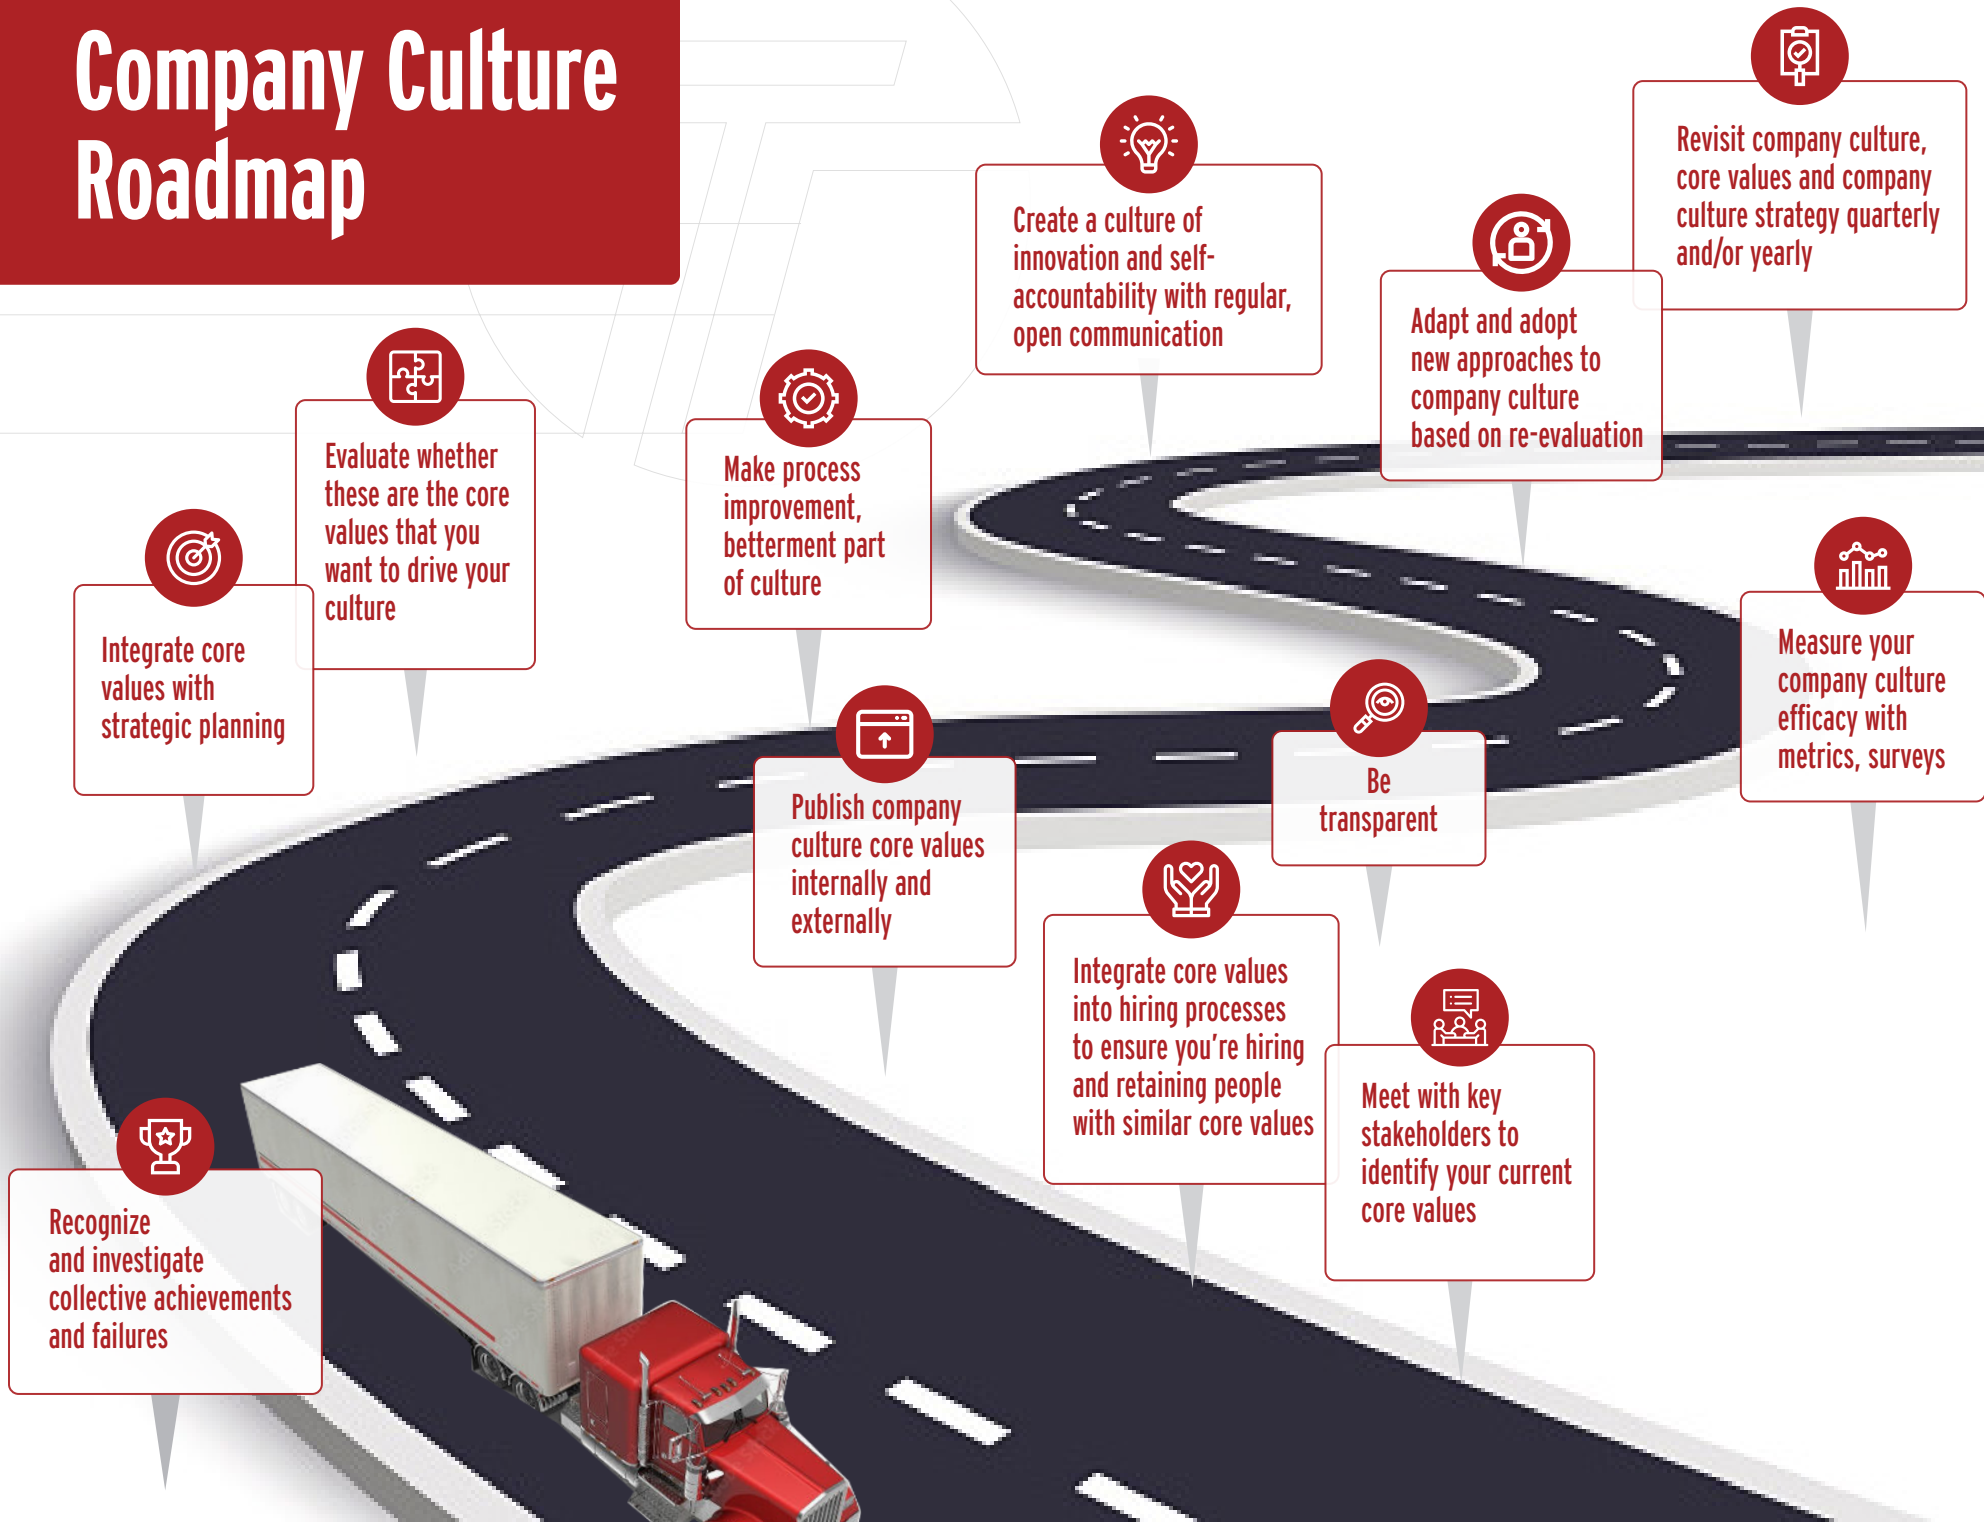 Company Culture
Roadmap
Revisit company culture,
core values and company
culture strategy quarterly
and/or yearly
Create a culture of
innovation and self-
accountability with regular,
open communication
Adapt and adopt
new approaches to
company culture
based on re-evaluation
Evaluate whether
these are the core
values that you
want to drive your
culture
Make process
improvement,
betterment part
of culture
Integrate core
values with
strategic planning
Measure your
company culture
efficacy with
metrics, surveys
Publish company
culture core values
internally and
externally
Be
transparent
Integrate core values
into hiring processes
to ensure you're hiring
and retaining people
with similar core values
Meet with key
stakeholders to
identify your current
core values
Recognize
and investigate
collective achievements
and failures